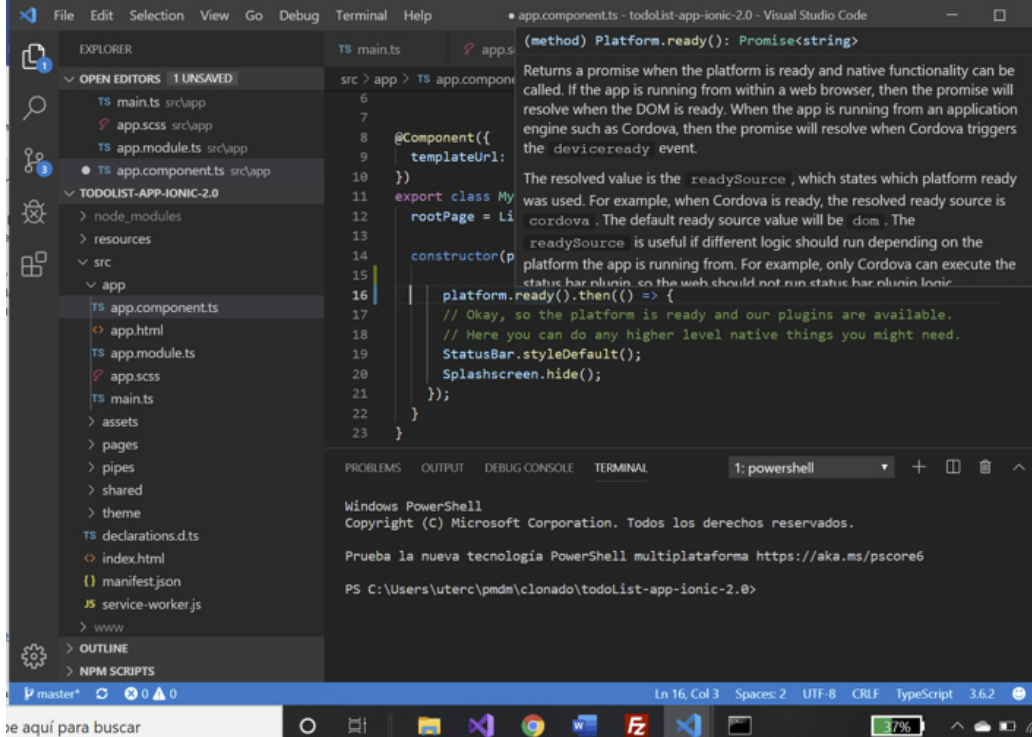 File Edit Selection View Go Debug Terminal Help
● app.component.ts - todoList-app-ionic-2.0 - Visual Studio Code
EXPLORER
OPEN EDITORS 1 UNSAVED
TS main.ts src\app
app.scss src\app
TS app.module.ts src\app
● TS app.component.ts src\app
TODOLIST-APP-IONIC-2.0
> node_modules
> resources
src
app
TS app.component.ts
<> app.html
TS app.module.ts
app.scss
TS main.ts
> assets
> pages
> pipes
> shared
> theme
TS declarations.d.ts
<> index.html
{} manifest.json
JS service-worker.js
> www
> OUTLINE
> NPM SCRIPTS
TS main.ts
app.s
src > app > TS app.compone
(method) Platform.ready(): Promise<string>
Returns a promise when the platform is ready and native functionality can be
called. If the app is running from within a web browser, then the promise will
resolve when the DOM is ready. When the app is running from an application
engine such as Cordova, then the promise will resolve when Cordova triggers
the deviceready event.
The resolved value is the readySource , which states which platform ready
was used. For example, when Cordova is ready, the resolved ready source is
cordova . The default ready source value will be dom . The
readySource is useful if different logic should run depending on the
platform the app is running from. For example, only Cordova can execute the
status bar plugin, so the web should not run status bar plugin logic.
6
7
8 @Component({
9 templateUrl:
10 })
11 export class My
12 rootPage = Li
13
14 constructor(p
15
16 platform.ready().then(() => {
17 // Okay, so the platform is ready and our plugins are available.
18 // Here you can do any higher level native things you might need.
19 StatusBar.styleDefault();
20 Splashscreen.hide();
21 });
22 }
23 }
PROBLEMS OUTPUT DEBUG CONSOLE TERMINAL 1: powershell
Windows PowerShell
Copyright (C) Microsoft Corporation. Todos los derechos reservados.
Prueba la nueva tecnología PowerShell multiplataforma https://aka.ms/pscore6
PS C:\Users\uterc\pmdm\clonado\todoList-app-ionic-2.0>
master* 0 0 Ln 16, Col 3 Spaces: 2 UTF-8 CRLF TypeScript 3.6.2
be aquí para buscar
37%